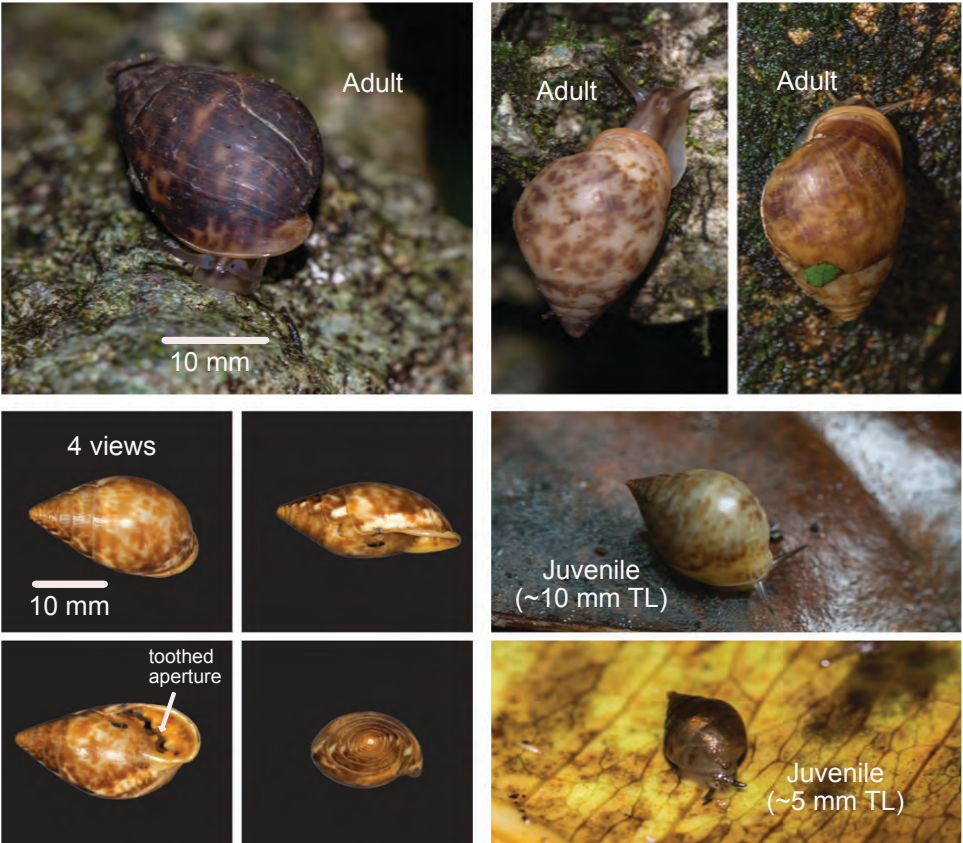 Adult
10 mm
Adult
Adult
4 views
10 mm
toothed
aperture
Juvenile
(~10 mm TL)
Juvenile
(~5 mm TL)